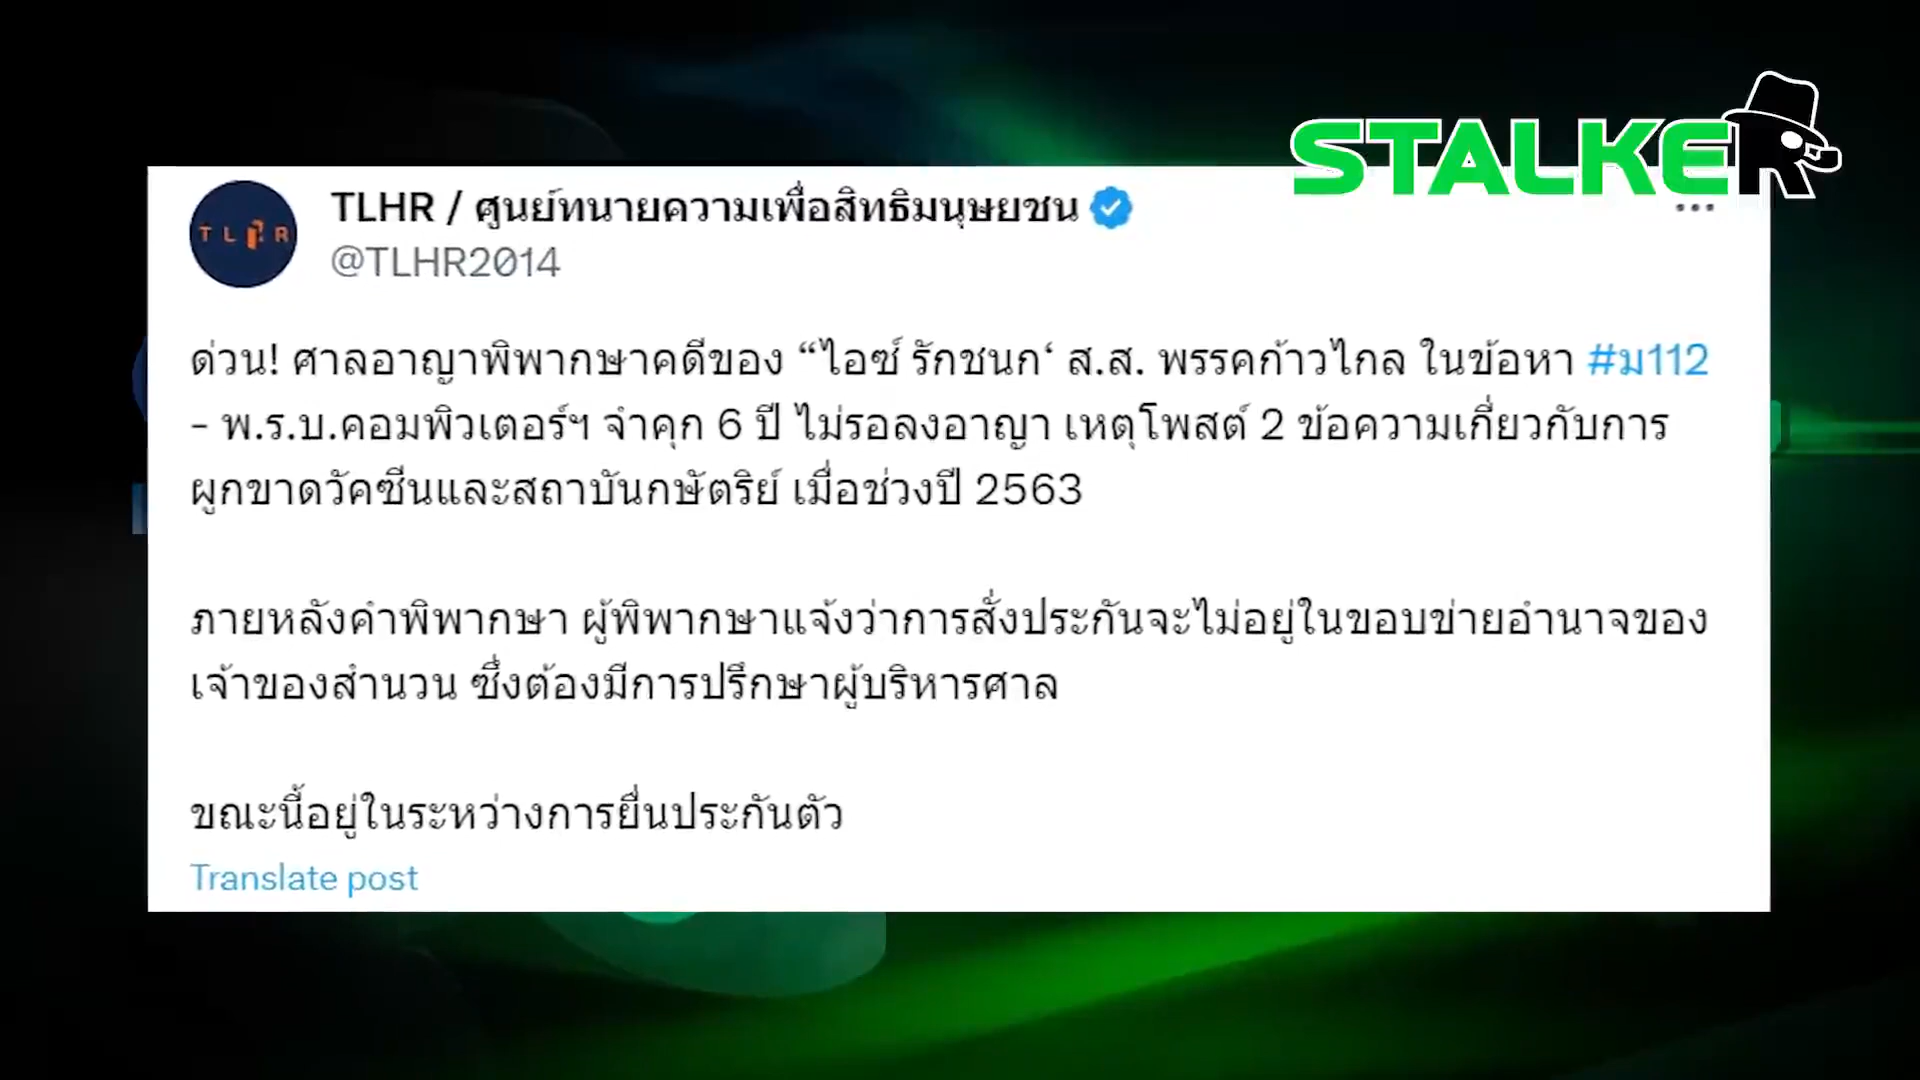 STALKER
TLHR / ศูนย์ทนายความเพื่อสิทธิมนุษยชน
TLHR
@TLHR2014
ด่วน! ศาลอาญาพิพากษาคดีของ “ไอซ์ รักชนก‘ ส.ส. พรรคก้าวไกล ในข้อหา #ม112
- พ.ร.บ.คอมพิวเตอร์ฯ จำคุก 6 ปี ไม่รอลงอาญา เหตุโพสต์ 2 ข้อความเกี่ยวกับการ
ผูกขาดวัคซีนและสถาบันกษัตริย์ เมื่อช่วงปี 2563
ภายหลังคำพิพากษา ผู้พิพากษาแจ้งว่าการสั่งประกันจะไม่อยู่ในขอบข่ายอำนาจของ
เจ้าของสำนวน ซึ่งต้องมีการปรึกษาผู้บริหารศาล
ขณะนี้อยู่ในระหว่างการยื่นประกันตัว
Translate post